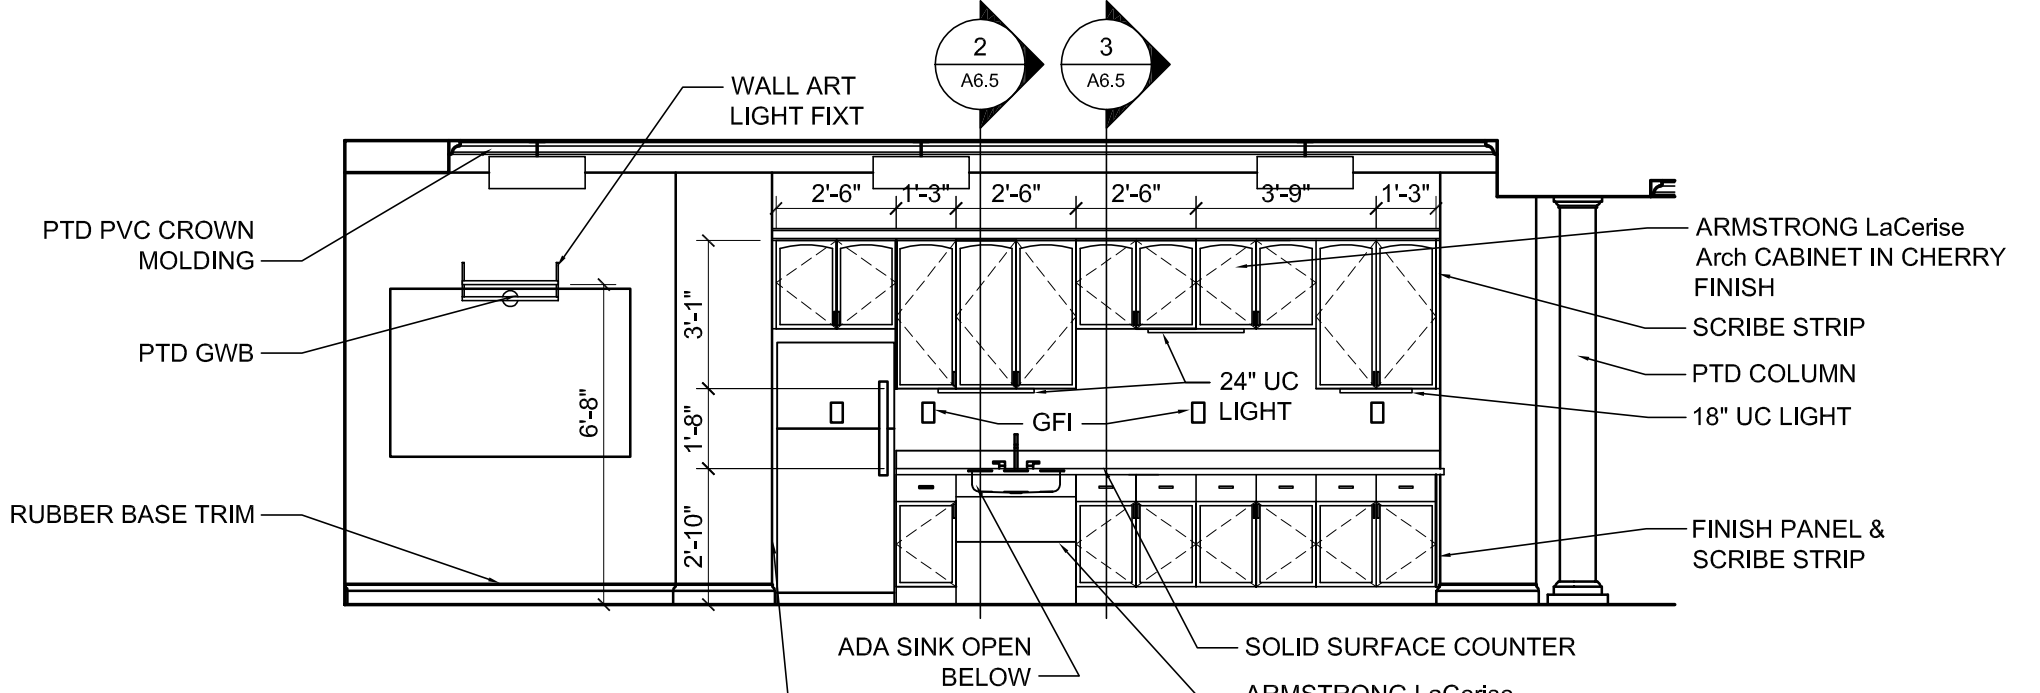 2
A6.5
3
A6.5
WALL ART
LIGHT FIXT
PTD PVC CROWN
MOLDING
PTD GWB
RUBBER BASE TRIM
2'-6"
1'-3"
2'-6"
2'-6"
3'-9"
1'-3"
3'-1"
1'-8"
2'-10"
6'-8"
24" UC
LIGHT
GFI
ARMSTRONG LaCerise
Arch CABINET IN CHERRY
FINISH
SCRIBE STRIP
PTD COLUMN
18" UC LIGHT
FINISH PANEL &
SCRIBE STRIP
ADA SINK OPEN
BELOW
SOLID SURFACE COUNTER
ARMSTRONG LaCerise